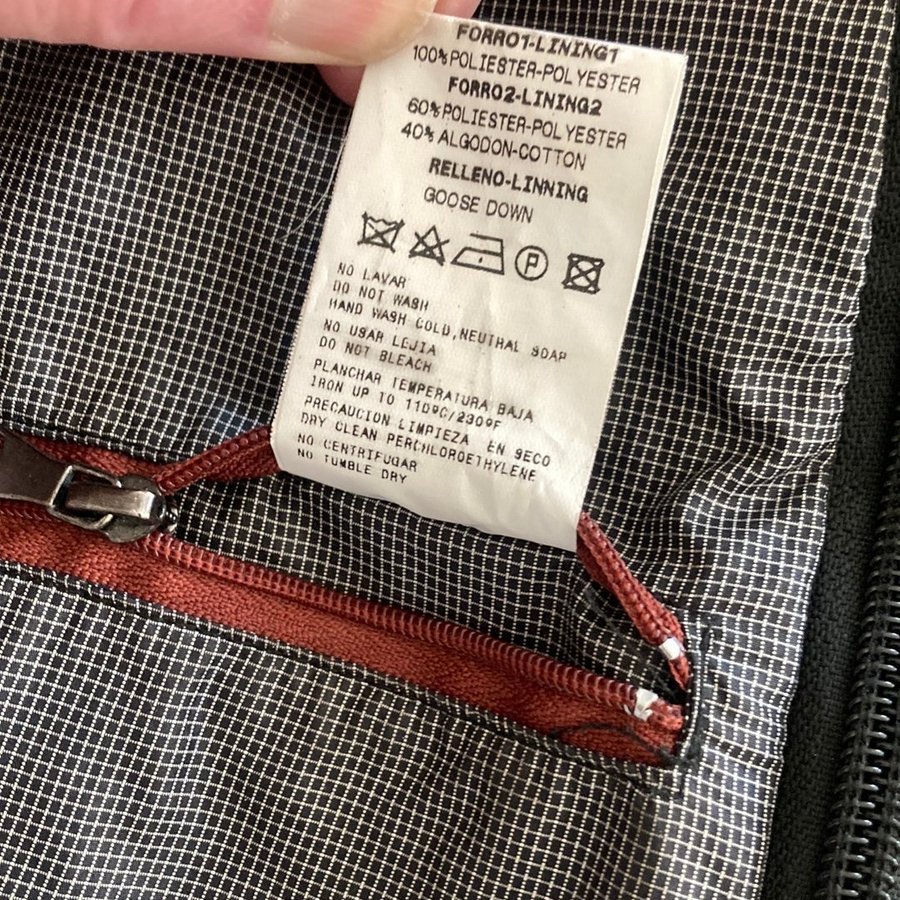 FORRO1-LINING1
100%POLIESTER-POLYESTER
FORRO2-LINING2
60%POLIESTER-POLYESTER
40%ALGODON-COTTON
RELLENO-LINNING
GOOSE DOWN
P
NO LAVAR
DO NOT WASH
HAND WASH COLD,NEUTHAL SOAP
NO USAR LEJIA
DO NOT BLEACH
PLANCHAR TEMPERATURA BAJA
IRON UP TO 110ºC/230ºF
PRECAUCION LIMPIEZA EN SECO
DRY CLEAN PERCHLOROETHYLENE
NO CENTRIFUGAR
NO TUMBLE DRY